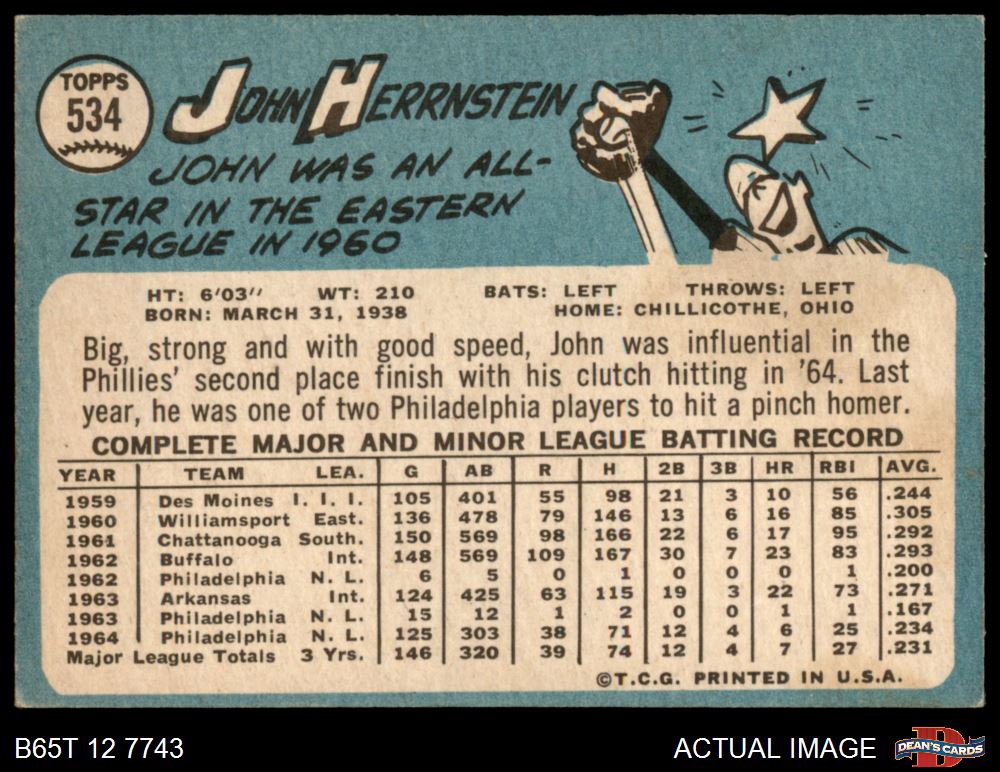 TOPPS
534
JOHN HERRNSTEIN
JOHN WAS AN ALL-
STAR IN THE EASTERN
LEAGUE IN 1960
HT: 6'03" WT: 210 BATS: LEFT THROWS: LEFT
BORN: MARCH 31, 1938 HOME: CHILLICOTHE, OHIO
Big, strong and with good speed, John was influential in the
Phillies' second place finish with his clutch hitting in '64. Last
year, he was one of two Philadelphia players to hit a pinch homer.
COMPLETE MAJOR AND MINOR LEAGUE BATTING RECORD
YEAR TEAM LEA. G AB R H 2B 3B HR RBI AVG.
1959 Des Moines I. I. I. 105 401 55 98 21 3 10 56 .244
1960 Williamsport East. 136 478 79 146 13 6 16 85 .305
1961 Chattanooga South. 150 569 98 166 22 6 17 95 .292
1962 Buffalo Int. 148 569 109 167 30 7 23 83 .293
1962 Philadelphia N. L. 6 5 0 1 0 0 0 1 .200
1963 Arkansas Int. 124 425 63 115 19 3 22 73 .271
1963 Philadelphia N. L. 15 12 1 2 0 0 1 1 .167
1964 Philadelphia N. L. 125 303 38 71 12 4 6 25 .234
Major League Totals 3 Yrs. 146 320 39 74 12 4 7 27 .231
©T.C.G. PRINTED IN U.S.A.
B65T 12 7743 ACTUAL IMAGE
D
DEAN'S CARDS